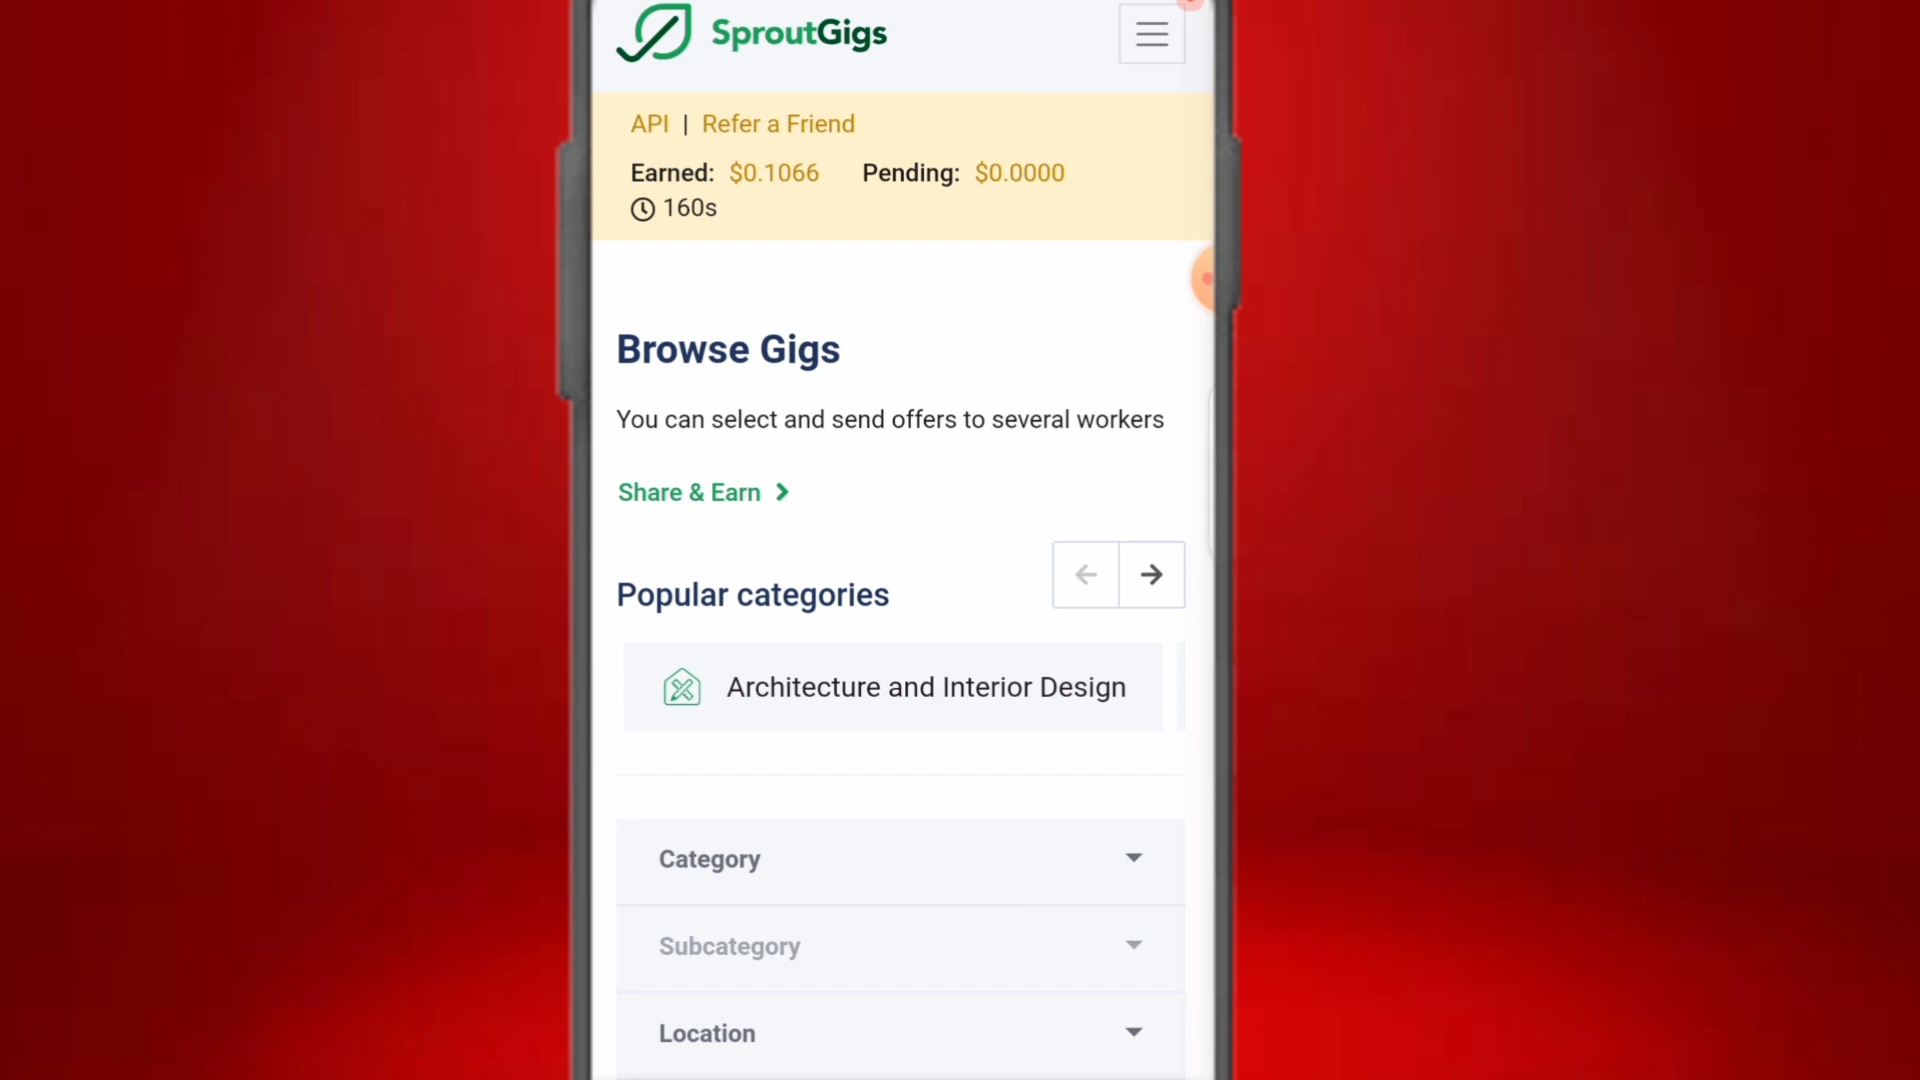 SproutGigs
API | Refer a Friend
Earned: $0.1066 Pending: $0.0000
160s
Browse Gigs
You can select and send offers to several workers
Share & Earn
Popular categories
Architecture and Interior Design
Category
Subcategory
Location